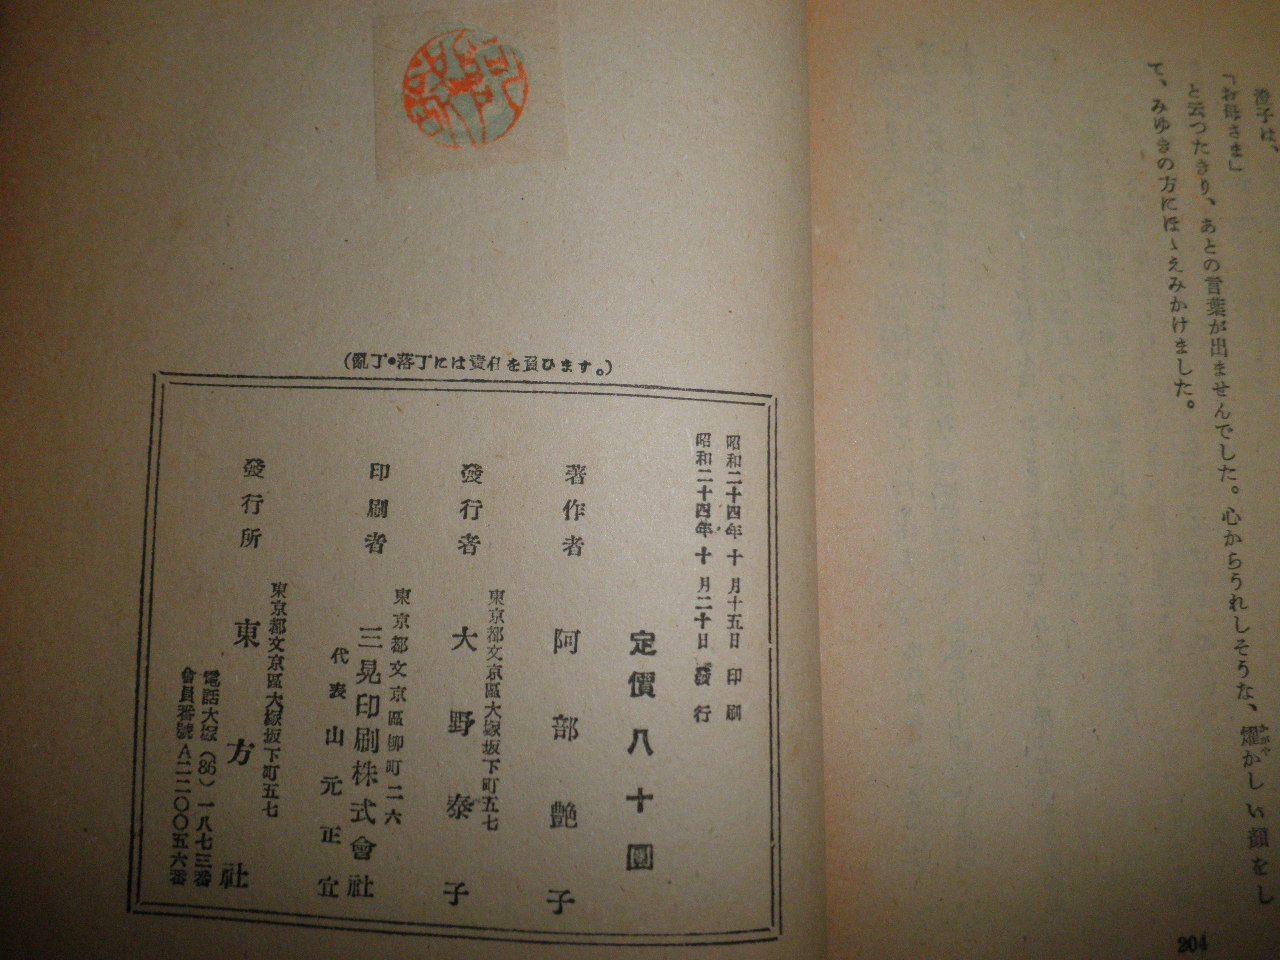 澄子は、
「お母さま」
と云つたきり、あとの言葉が出ませんでした。心からうれしそうな、燿かしい顔をし
かゞや
て、みゆきの方にほゝえみかけました。
204
(亂丁・落丁には責任を負ひます。)
昭和二十四年十月十五日印刷
昭和二十四年十月二十日發行
定價八十圓
著作者 阿部艶子
東京都文京區大塚坂下町五七
發行者 大野泰子
東京都文京區柳町二六
印刷者 三晃印刷株式會社
代表 山元正宜
東京都文京區大塚坂下町五七
發行所 東方社
電話大塚(86)一八七三番
會員番號A二二〇〇五六番